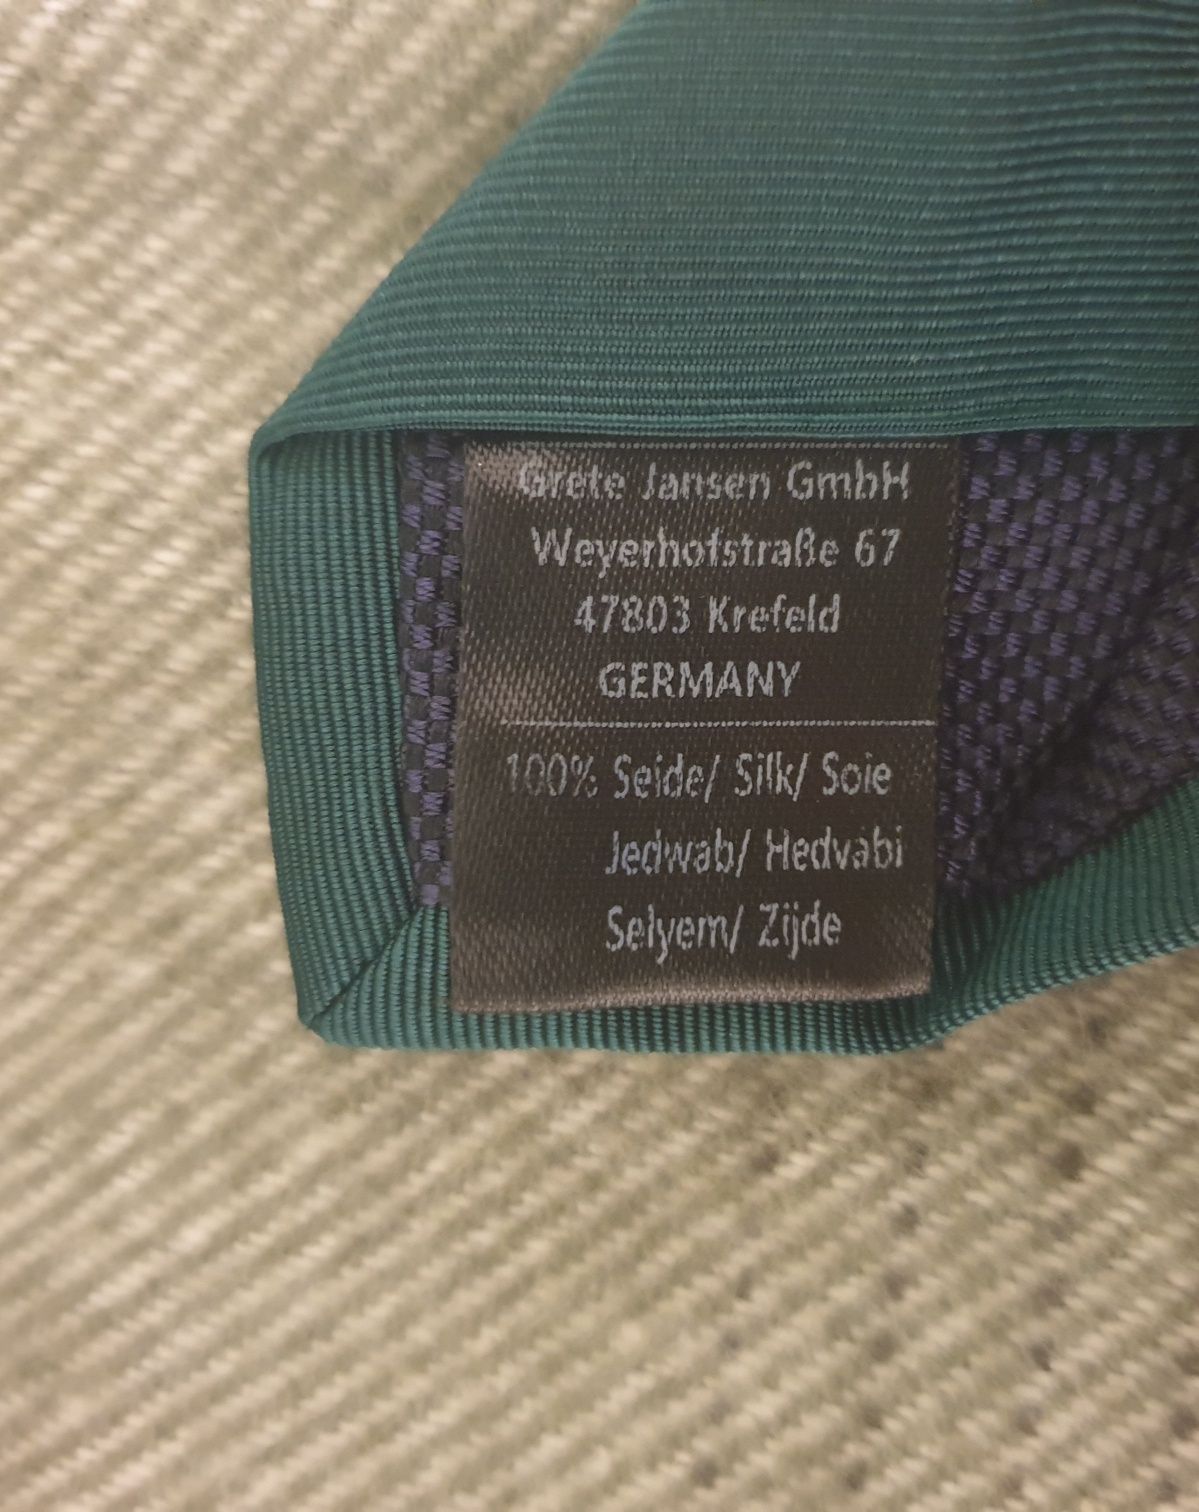 Grete Jansen GmbH
Weyerhofstraße 67
47803 Krefeld
GERMANY
100% Seide/ Silk/ Soie
Jedwab/ Hedvabi
Selyem/ Zijde